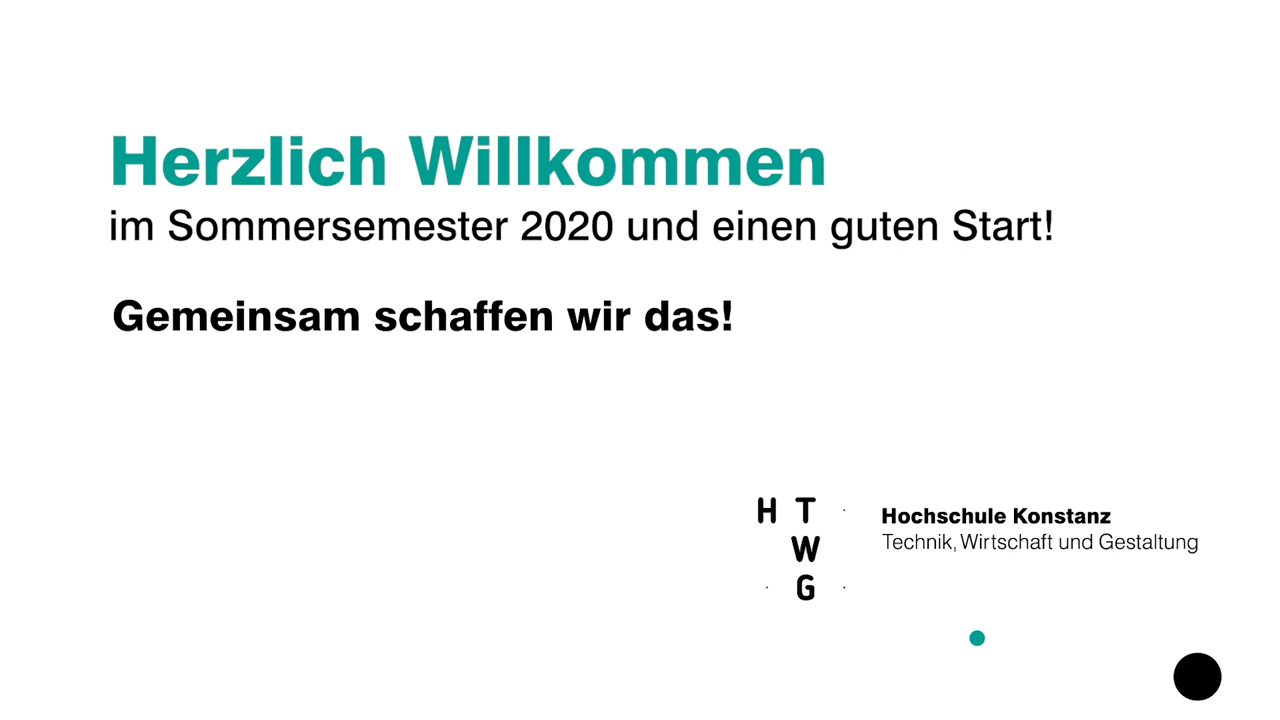 Herzlich Willkommen
im Sommersemester 2020 und einen guten Start!
Gemeinsam schaffen wir das!
H T
W
G
Hochschule Konstanz
Technik, Wirtschaft und Gestaltung